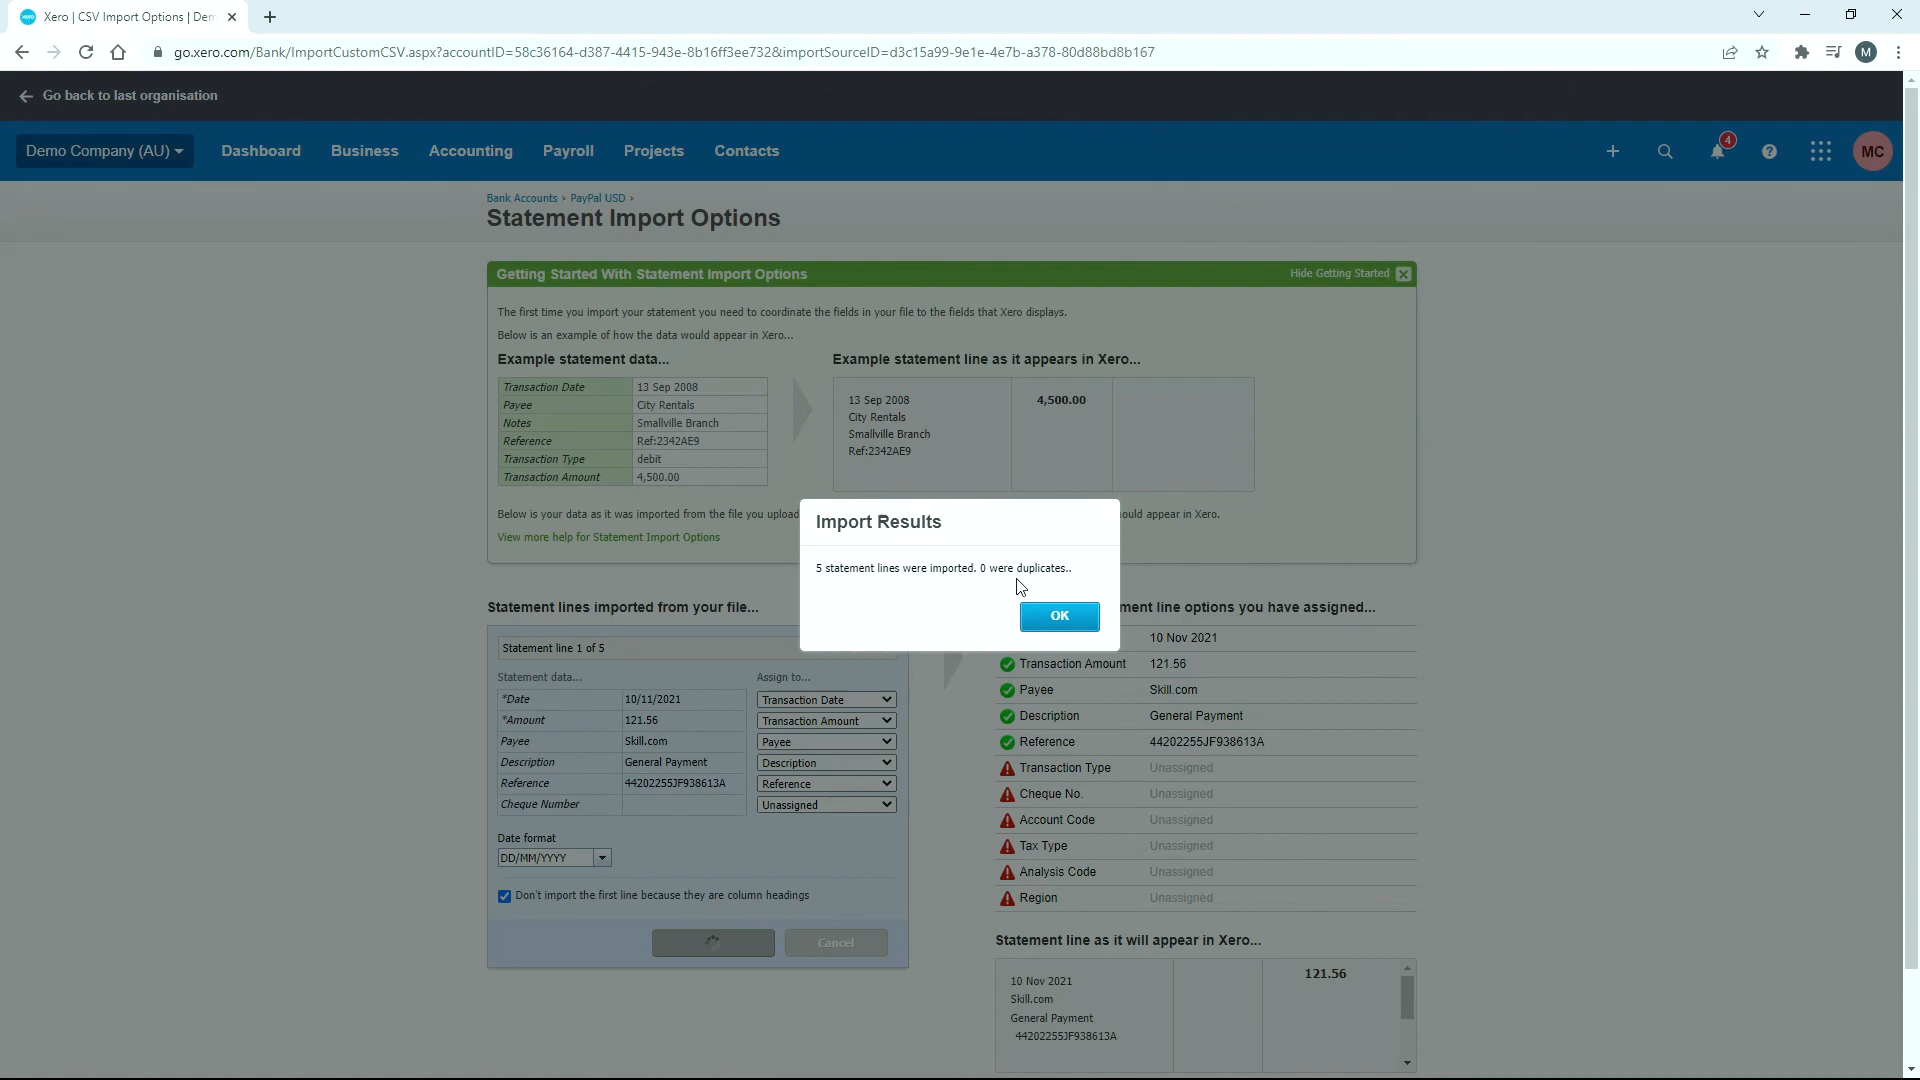 Xero | CSV Import Options | Dem
go.xero.com/Bank/ImportCustomCSV.aspx?accountID=58c36164-d387-4415-943e-8b16ff3ee732&importSourceID=d3c15a99-9e1e-4e7b-a378-80d88bd8b167
M
Go back to last organisation
Demo Company (AU)
Dashboard
Business
Accounting
Payroll
Projects
Contacts
4
MC
Bank Accounts › PayPal USD ›
Statement Import Options
Getting Started With Statement Import Options
Hide Getting Started
The first time you import your statement you need to coordinate the fields in your file to the fields that Xero displays.
Below is an example of how the data would appear in Xero...
Example statement data...
Example statement line as it appears in Xero...
Transaction Date 13 Sep 2008
Payee City Rentals
Notes Smallville Branch
Reference Ref:2342AE9
Transaction Type debit
Transaction Amount 4,500.00
13 Sep 2008 4,500.00
City Rentals
Smallville Branch
Ref:2342AE9
Below is your data as it was imported from the file you upload
ould appear in Xero.
View more help for Statement Import Options
Import Results
5 statement lines were imported. 0 were duplicates..
OK
Statement lines imported from your file...
ment line options you have assigned...
Statement line 1 of 5
Statement data... Assign to...
*Date 10/11/2021 Transaction Date
*Amount 121.56 Transaction Amount
Payee Skill.com Payee
Description General Payment Description
Reference 44202255JF938613A Reference
Cheque Number Unassigned
Date format
DD/MM/YYYY
Don't import the first line because they are column headings
Cancel
10 Nov 2021
Transaction Amount 121.56
Payee Skill.com
Description General Payment
Reference 44202255JF938613A
Transaction Type Unassigned
Cheque No. Unassigned
Account Code Unassigned
Tax Type Unassigned
Analysis Code Unassigned
Region Unassigned
Statement line as it will appear in Xero...
121.56
10 Nov 2021
Skill.com
General Payment
44202255JF938613A